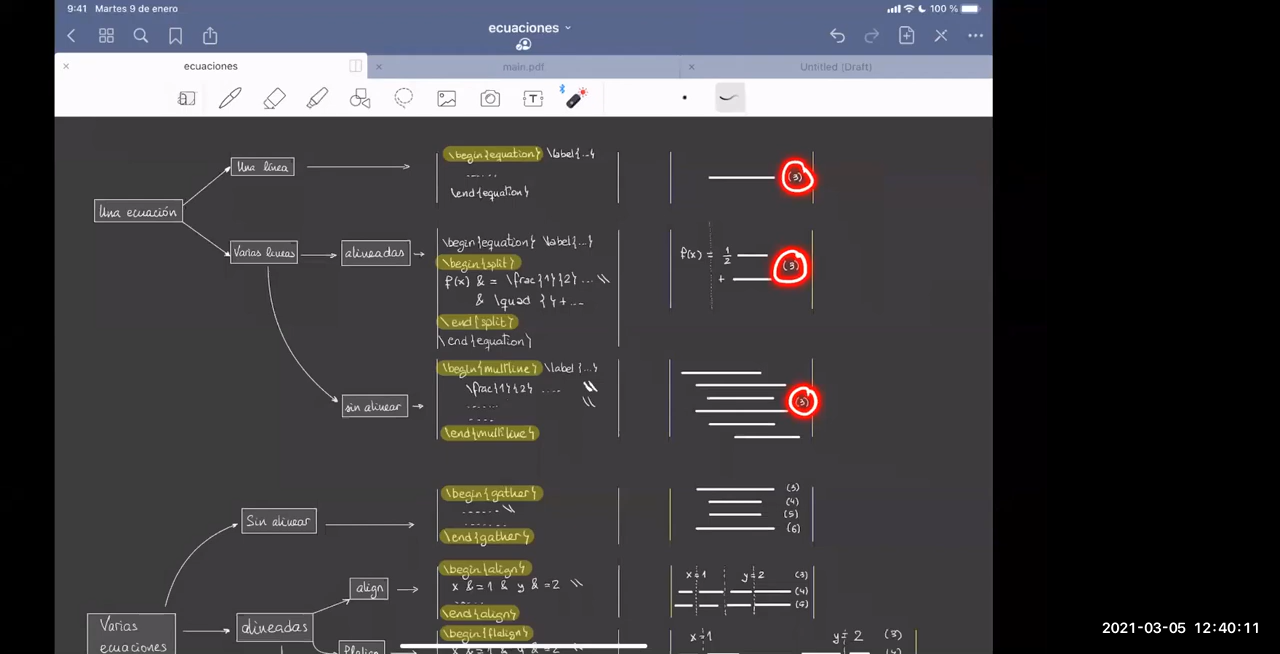 9:41 Martes 9 de enero
100 %
ecuaciones
ecuaciones
main.pdf
Untitled (Draft)
Una ecuación
Una línea
\begin{equation} \label{...}
.....
\end{equation}
(3)
Varias líneas
alineadas
\begin{equation} \label{...}
\begin{split}
f(x) & = \frac{1}{2} ... \\
& \quad {4 + ...
\end{split}
\end{equation}
f(x) = 1/2
+
(3)
sin alinear
\begin{multline} \label{...}
\frac{1}{2} .... \\
...... \\
.....
\end{multline}
(3)
Sin alinear
\begin{gather}
....... \\
........
\end{gather}
(3)
(4)
(5)
(6)
Varias ecuaciones
alineadas
align
\begin{align}
x &=1 & y &=2 \\
......
\end{align}
x=1 y=2 (3)
(4)
flalign
\begin{flalign}
x &=1 & y &=2 \\
x=1 y=2 (3)
2021-03-05 12:40:11